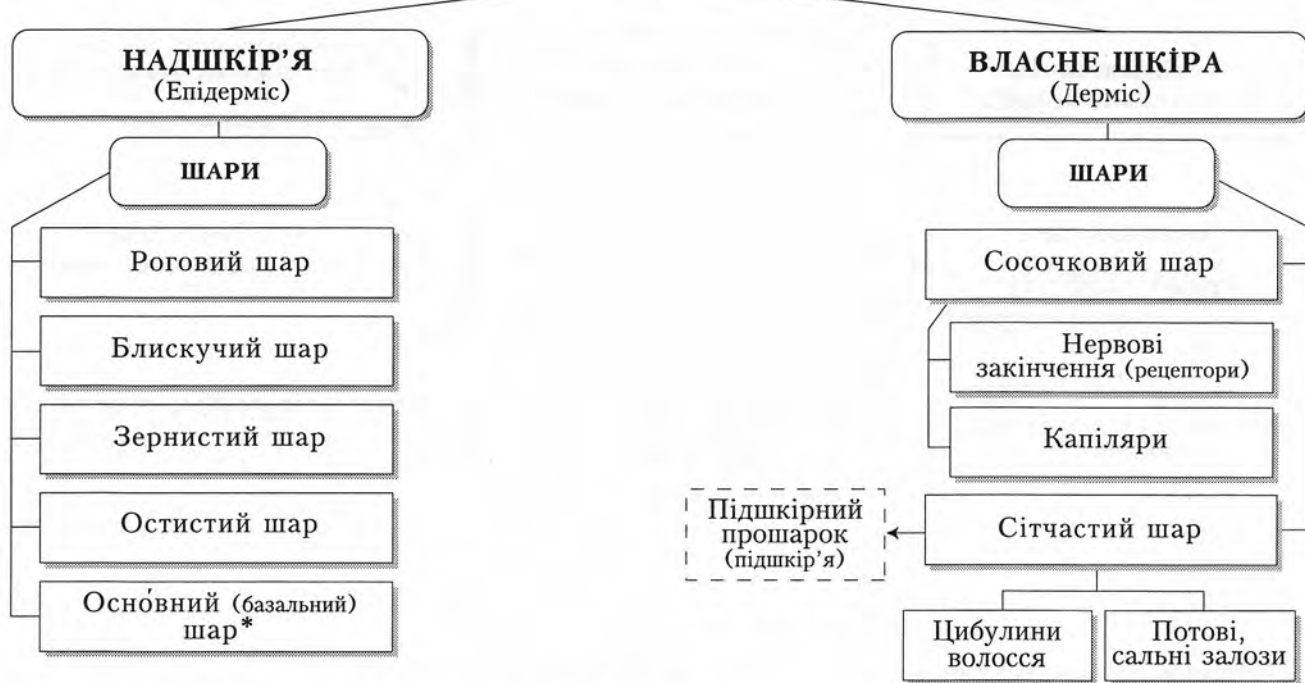 НАДШКІР’Я
(Епідерміс)
ШАРИ
Роговий шар
Блискучий шар
Зернистий шар
Остистий шар
Осно́вний (базальний)
шар*
ВЛАСНЕ ШКІРА
(Дерміс)
ШАРИ
Сосочковий шар
Нервові
закінчення (рецептори)
Капіляри
Сітчастий шар
Підшкірний
прошарок
(підшкір’я)
Цибулини
волосся
Потові,
сальні залози